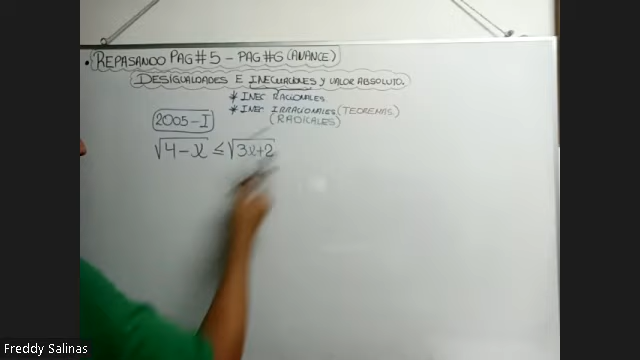 • REPASANDO PAG#5 - PAG#6 (AVANCE)
DESIGUALDADES E INECUACIONES Y VALOR ABSOLUTO.
* INEC RACIONALES
* INEC IRRACIONALES (TEOREMAS)
(RADICALES)
2005-I
√4-x ≤ √3x+2
Freddy Salinas